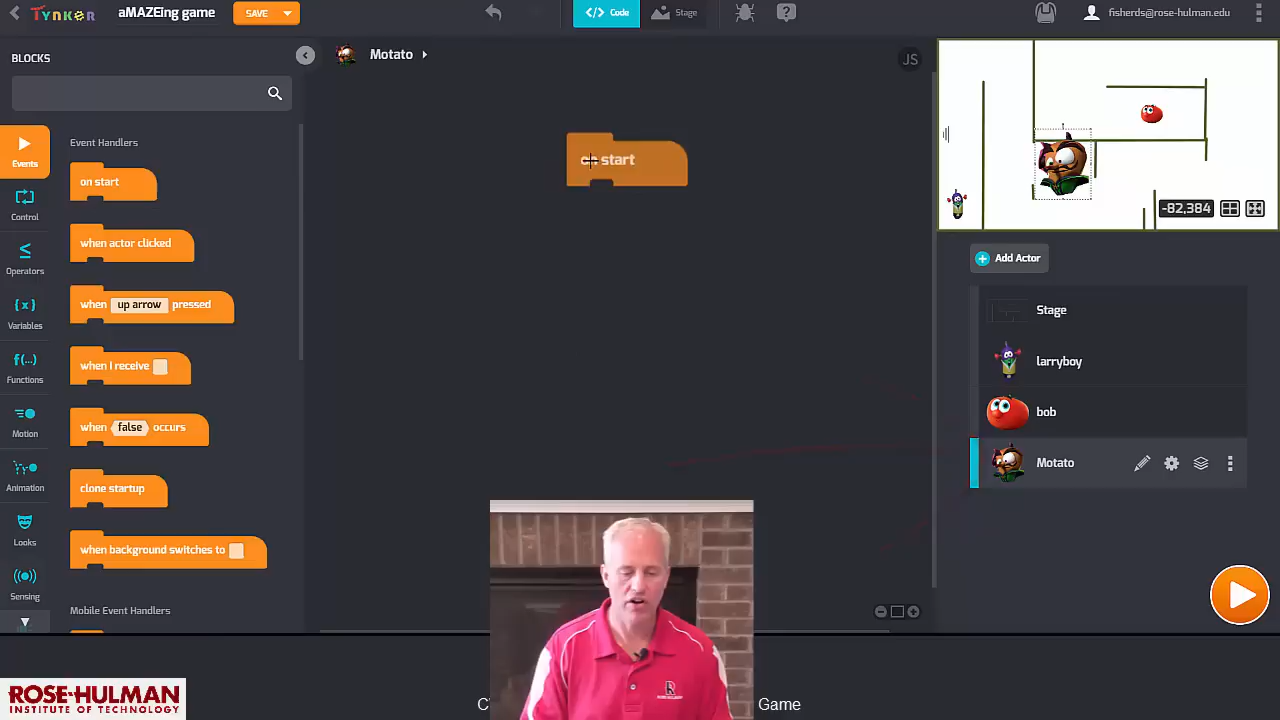 Tynker
aMAZEing game
SAVE
</> Code
Stage
fisherds@rose-hulman.edu
BLOCKS
Motato
JS
Events
Control
Operators
{x}
Variables
f(...)
Functions
Motion
Animation
Looks
Sensing
Event Handlers
on start
when actor clicked
when up arrow pressed
when I receive
when false occurs
clone startup
when background switches to
Mobile Event Handlers
on start
-82,384
Add Actor
Stage
larryboy
bob
Motato
ROSE-HULMAN
INSTITUTE OF TECHNOLOGY
Game